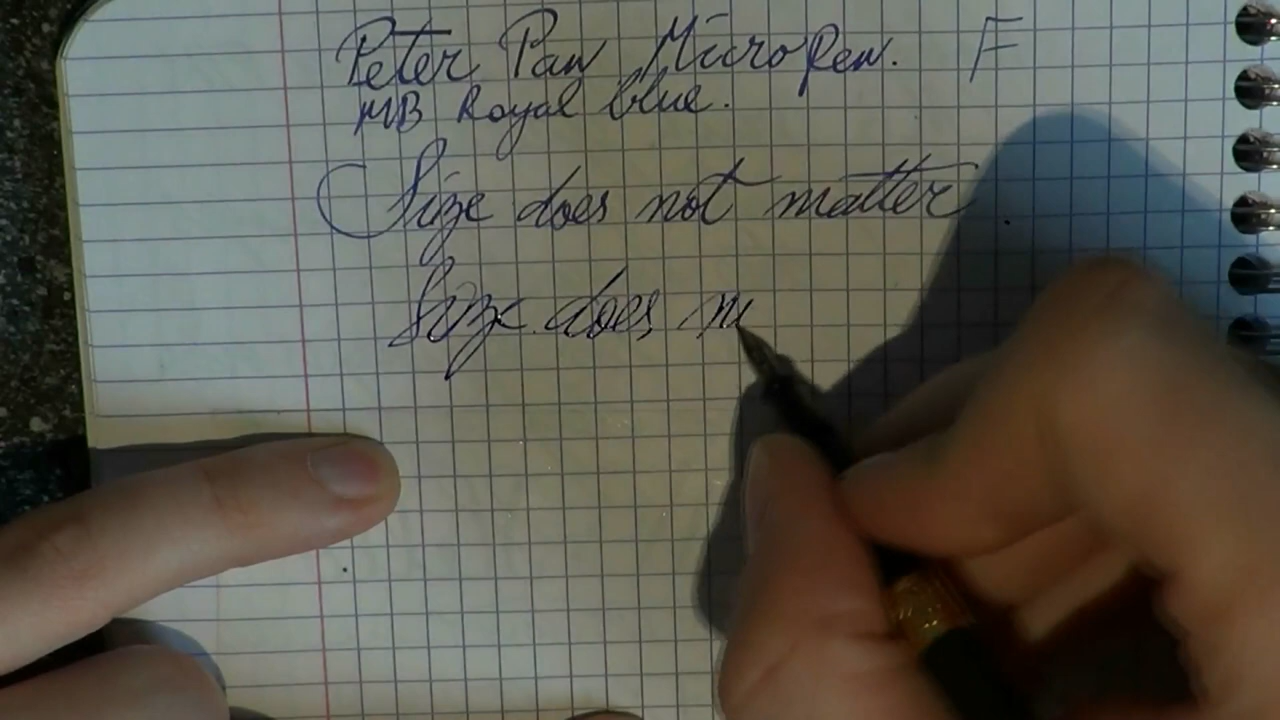 Peter Pan Micro Pen. F
MB Royal blue.
Size does not matter
Size does